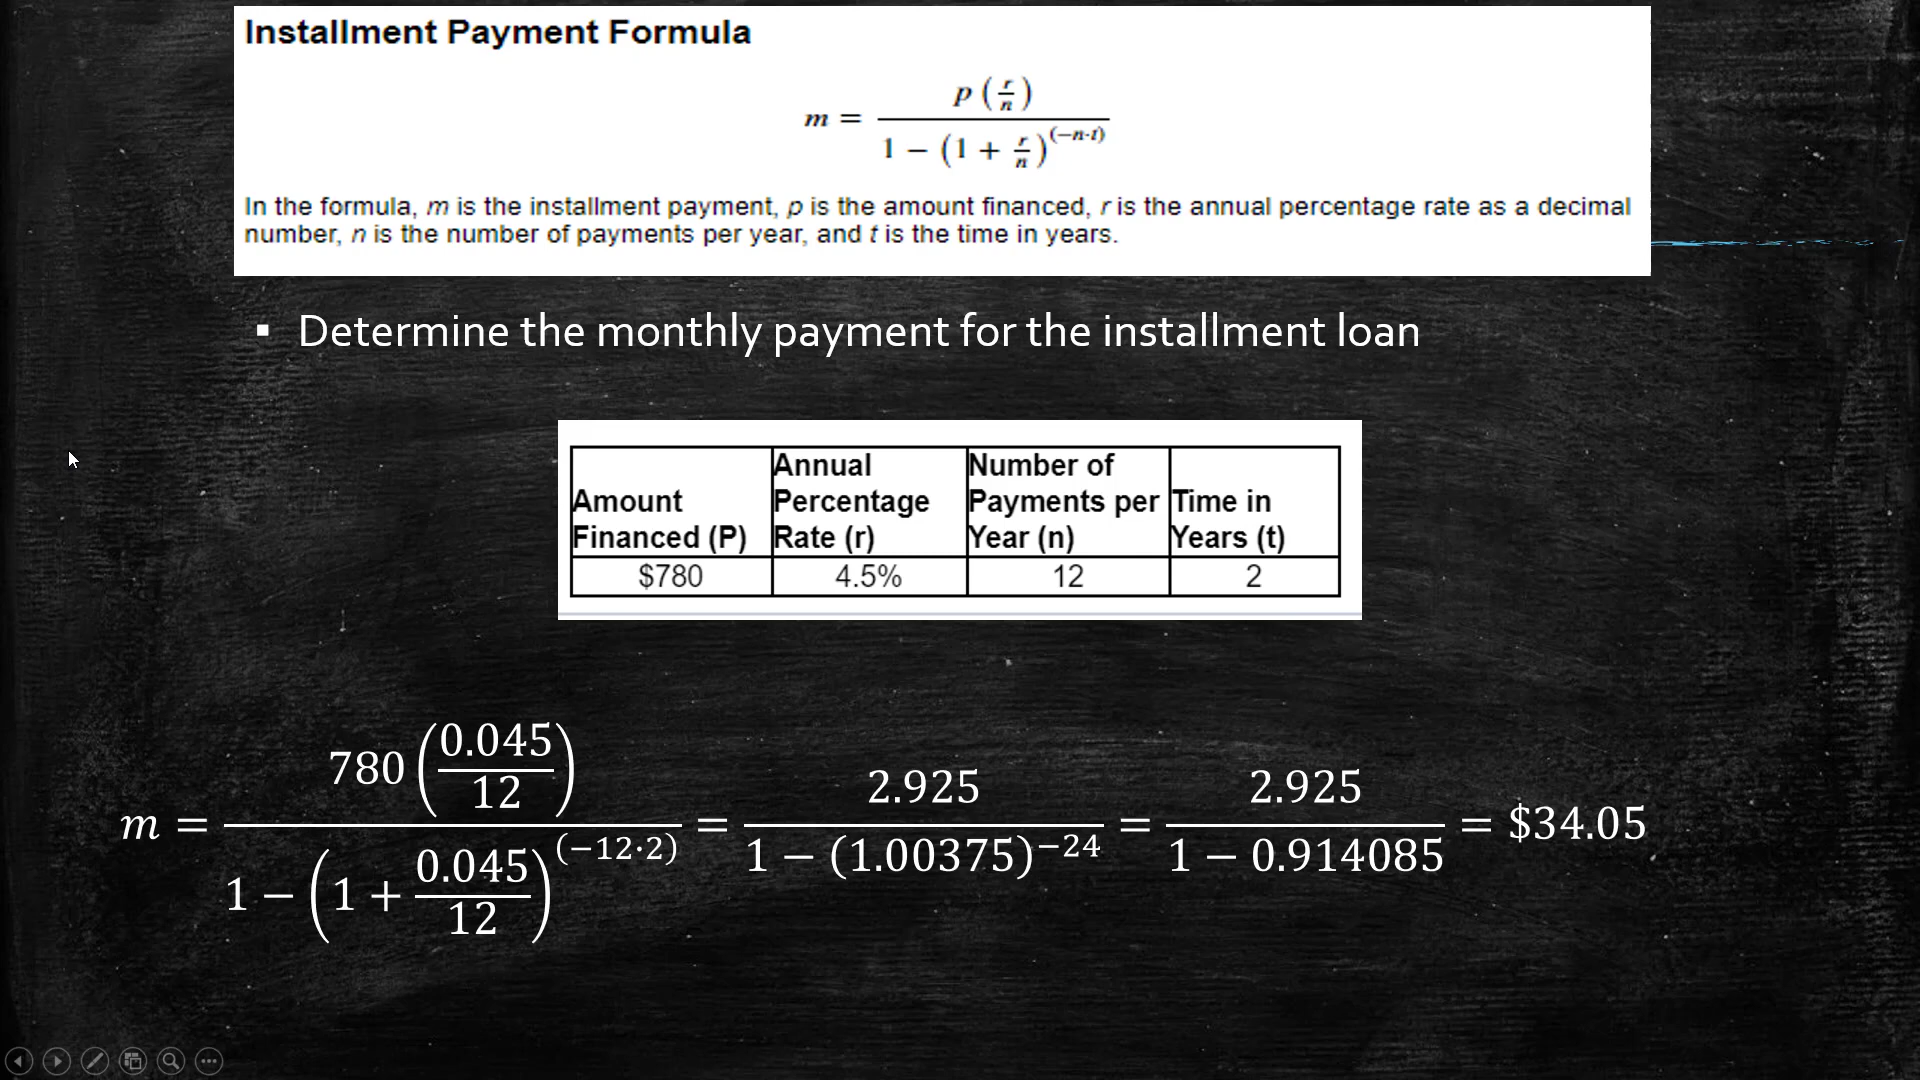 Installment Payment Formula
m = p (r/n) / 1 − (1 + r/n)^(−n·t)
In the formula, m is the installment payment, p is the amount financed, r is the annual percentage rate as a decimal
number, n is the number of payments per year, and t is the time in years.
▪ Determine the monthly payment for the installment loan
Amount Financed (P) | Annual Percentage Rate (r) | Number of Payments per Year (n) | Time in Years (t)
$780 | 4.5% | 12 | 2
m = 780 (0.045/12) / 1 − (1 + 0.045/12)^(−12·2) = 2.925 / 1 − (1.00375)^−24 = 2.925 / 1 − 0.914085 = $34.05